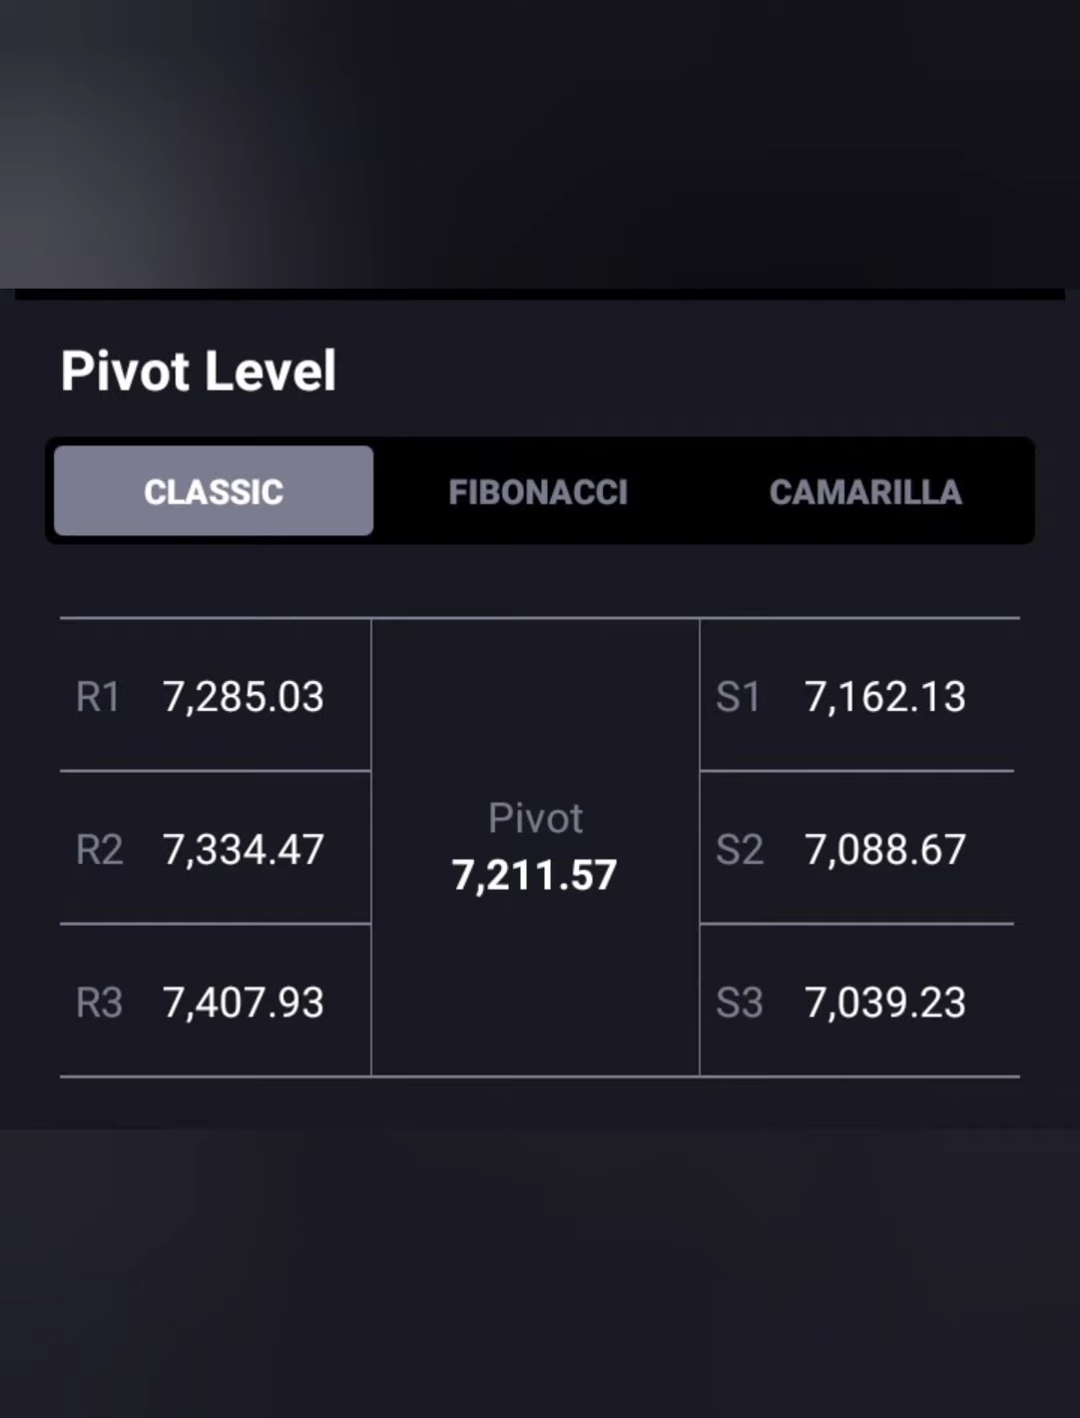 Pivot Level
CLASSIC FIBONACCI CAMARILLA
R1 7,285.03
R2 7,334.47
R3 7,407.93
Pivot
7,211.57
S1 7,162.13
S2 7,088.67
S3 7,039.23